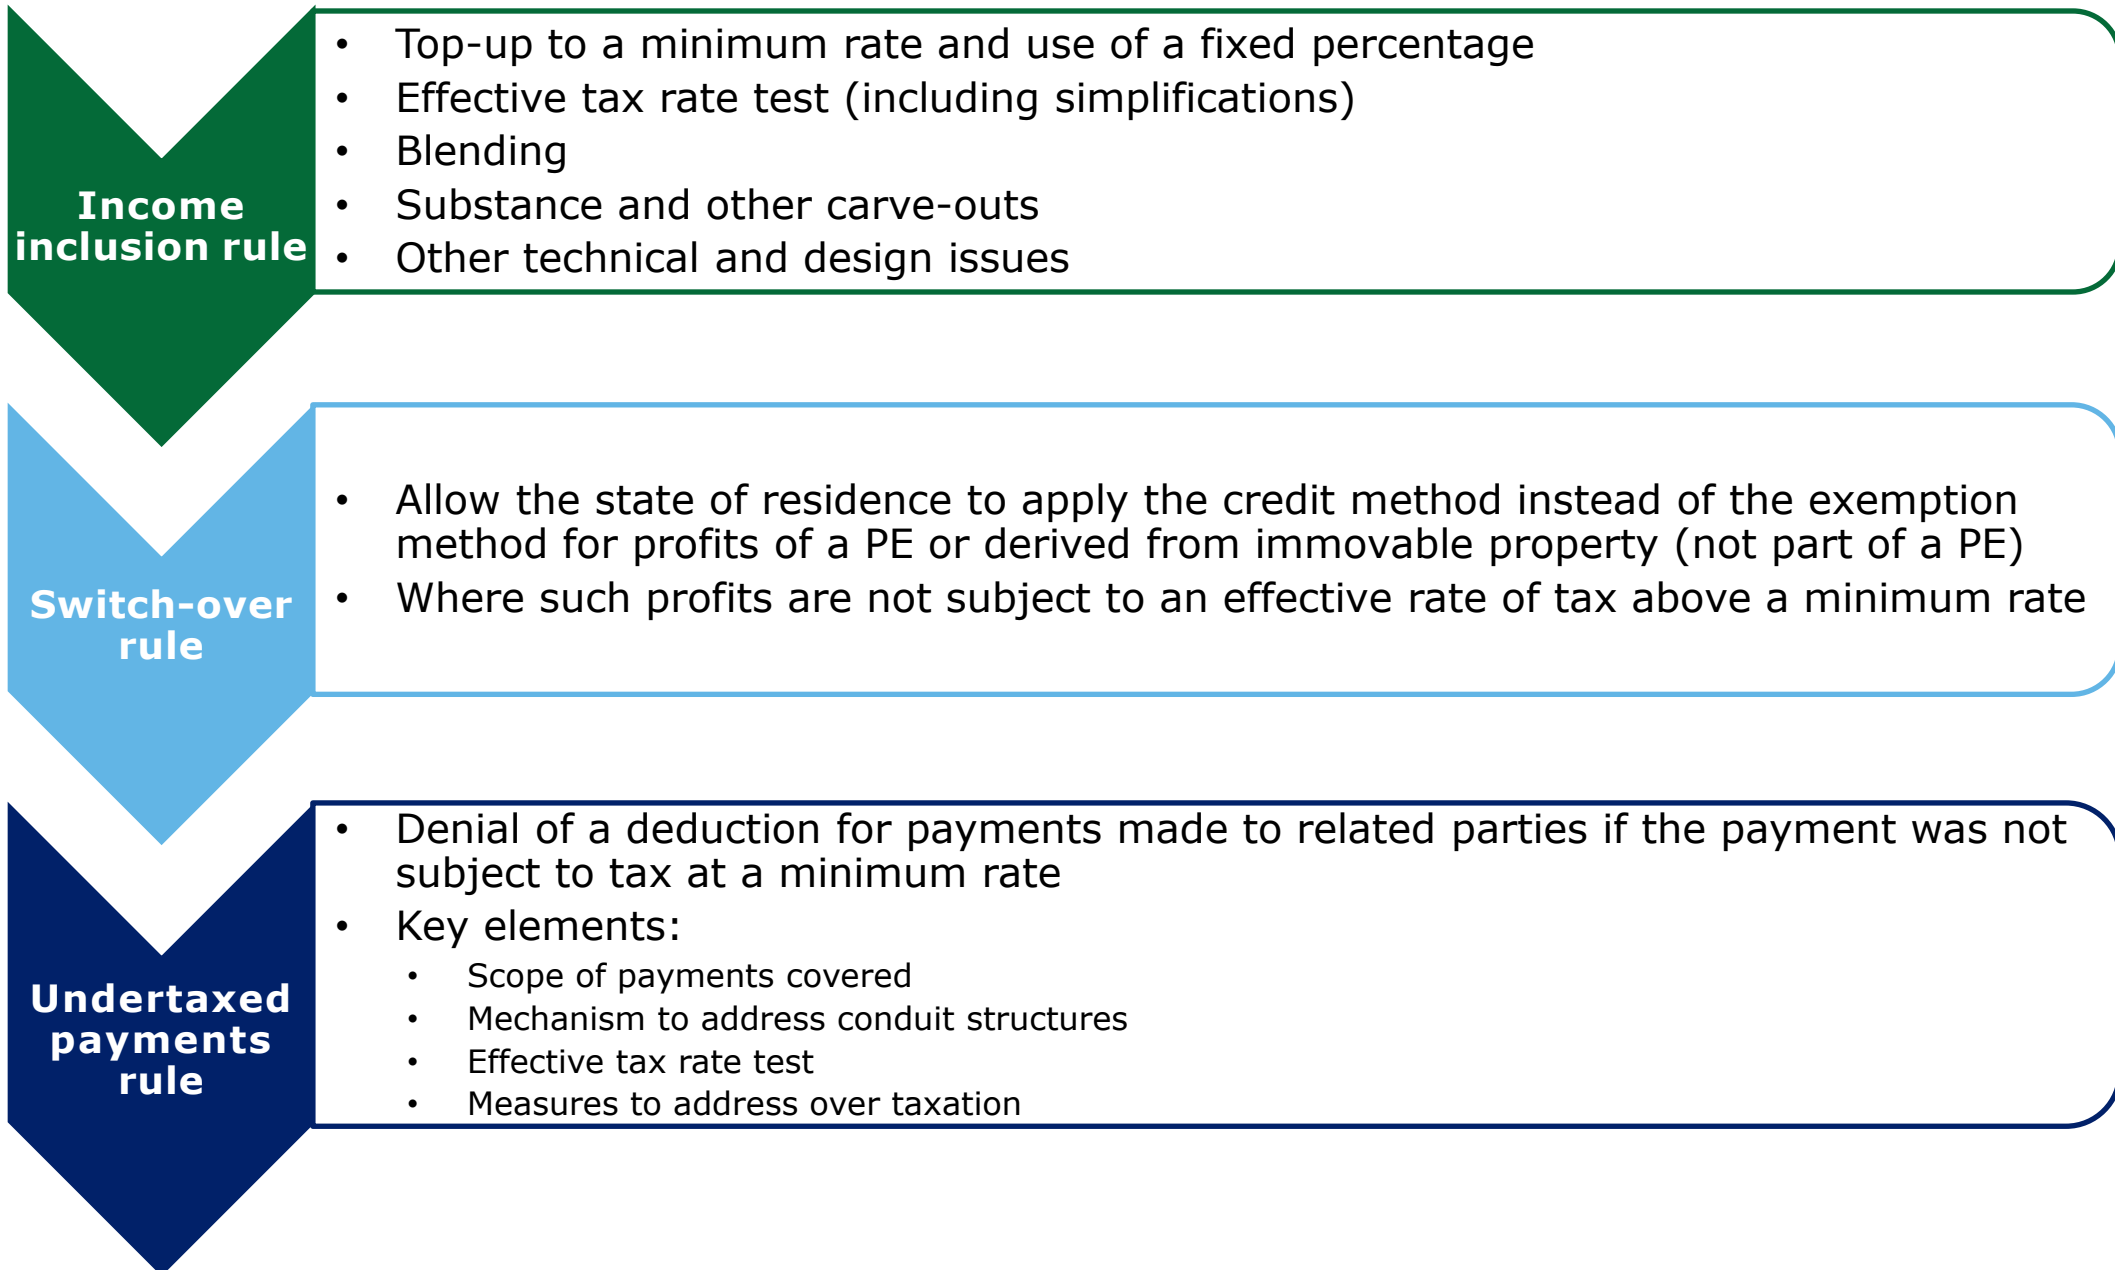 Income
inclusion rule
• Top-up to a minimum rate and use of a fixed percentage
• Effective tax rate test (including simplifications)
• Blending
• Substance and other carve-outs
• Other technical and design issues
Switch-over
rule
• Allow the state of residence to apply the credit method instead of the exemption
method for profits of a PE or derived from immovable property (not part of a PE)
• Where such profits are not subject to an effective rate of tax above a minimum rate
Undertaxed
payments
rule
• Denial of a deduction for payments made to related parties if the payment was not
subject to tax at a minimum rate
• Key elements:
• Scope of payments covered
• Mechanism to address conduit structures
• Effective tax rate test
• Measures to address over taxation